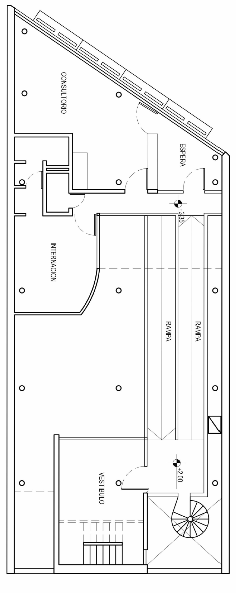 CONSULTORIO
ESPERA
INTERNACION
RAMPA
RAMPA
VESTIBULO